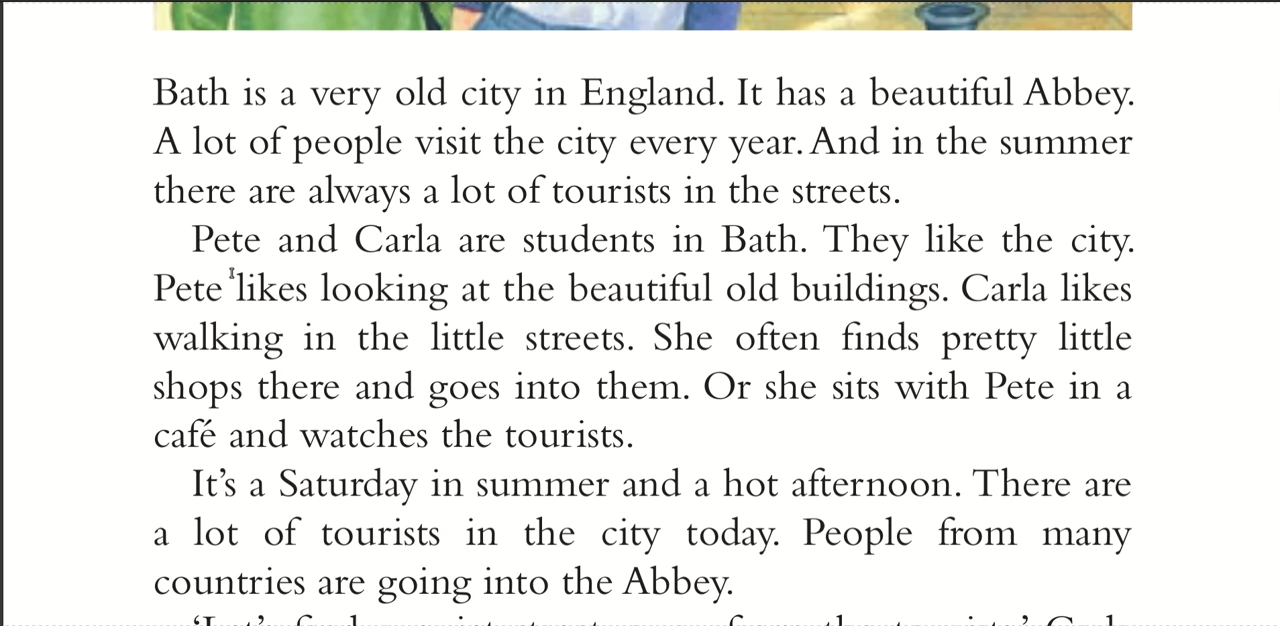 Bath is a very old city in England. It has a beautiful Abbey.
A lot of people visit the city every year. And in the summer
there are always a lot of tourists in the streets.
Pete and Carla are students in Bath. They like the city.
Pete likes looking at the beautiful old buildings. Carla likes
walking in the little streets. She often finds pretty little
shops there and goes into them. Or she sits with Pete in a
café and watches the tourists.
It’s a Saturday in summer and a hot afternoon. There are
a lot of tourists in the city today. People from many
countries are going into the Abbey.